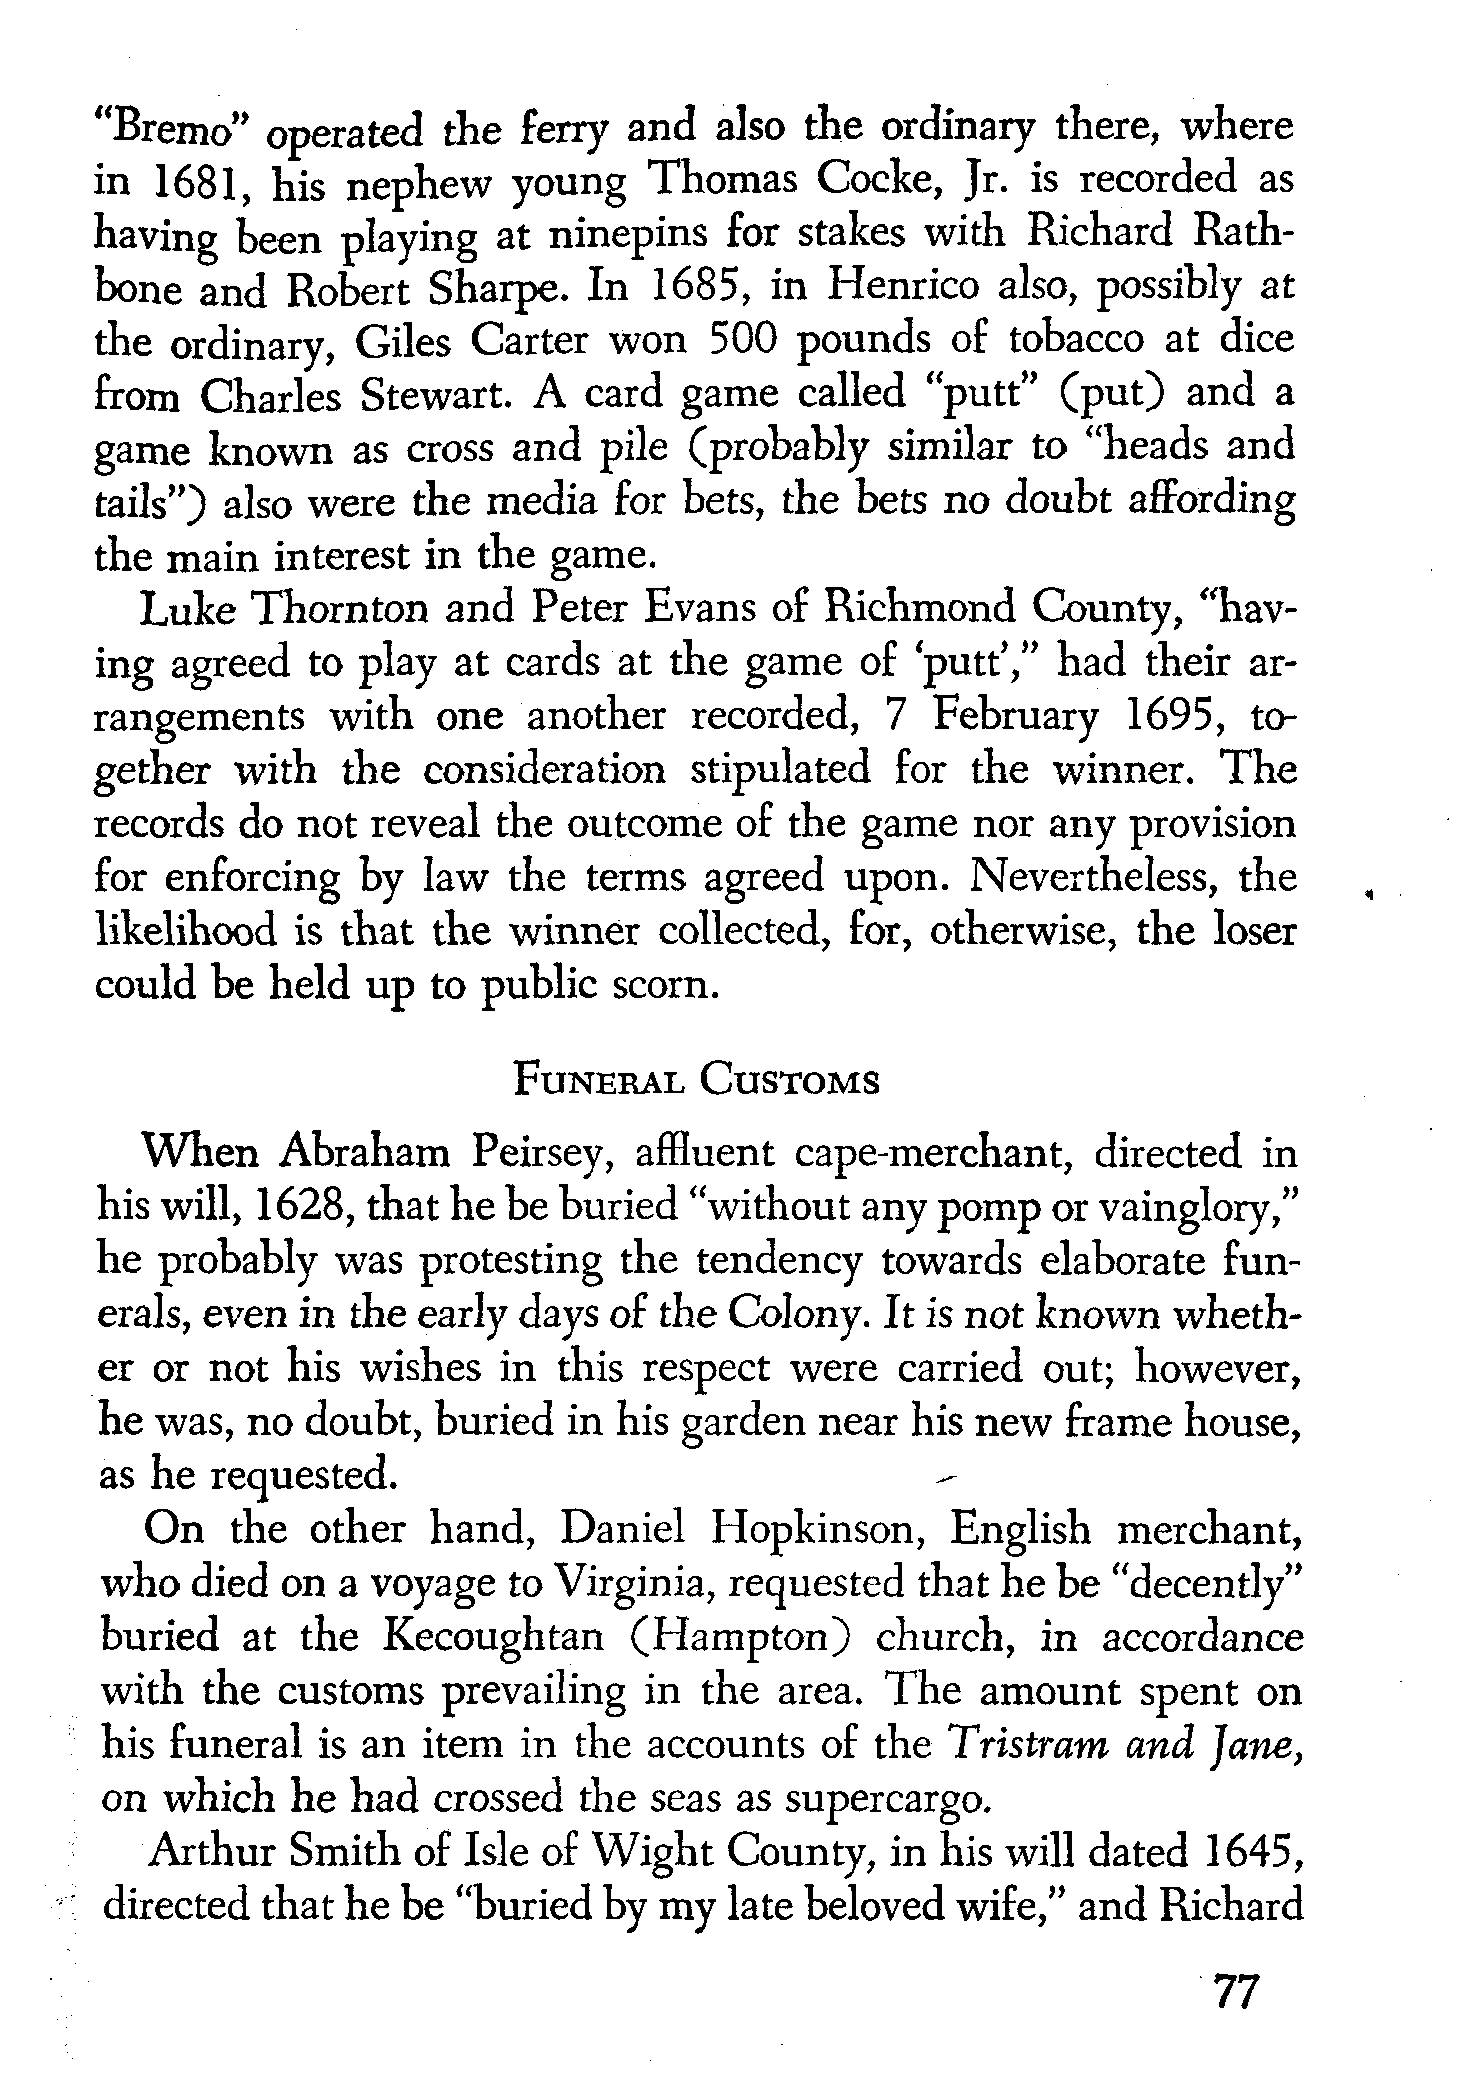 “Bremo” operated the ferry and also the ordinary there, where
in 1681, his nephew young Thomas Cocke, Jr. is recorded as
having been playing at ninepins for stakes with Richard Rath-
bone and Robert Sharpe. In 1685, in Henrico also, possibly at
the ordinary, Giles Carter won 500 pounds of tobacco at dice
from Charles Stewart. A card game called “putt” (put) and a
game known as cross and pile (probably similar to “heads and
tails”) also were the media for bets, the bets no doubt affording
the main interest in the game.
Luke Thornton and Peter Evans of Richmond County, “hav-
ing agreed to play at cards at the game of ‘putt’,” had their ar-
rangements with one another recorded, 7 February 1695, to-
gether with the consideration stipulated for the winner. The
records do not reveal the outcome of the game nor any provision
for enforcing by law the terms agreed upon. Nevertheless, the
likelihood is that the winner collected, for, otherwise, the loser
could be held up to public scorn.
FUNERAL CUSTOMS
When Abraham Peirsey, affluent cape-merchant, directed in
his will, 1628, that he be buried “without any pomp or vainglory,”
he probably was protesting the tendency towards elaborate fun-
erals, even in the early days of the Colony. It is not known wheth-
er or not his wishes in this respect were carried out; however,
he was, no doubt, buried in his garden near his new frame house,
as he requested.
On the other hand, Daniel Hopkinson, English merchant,
who died on a voyage to Virginia, requested that he be “decently”
buried at the Kecoughtan (Hampton) church, in accordance
with the customs prevailing in the area. The amount spent on
his funeral is an item in the accounts of the Tristram and Jane,
on which he had crossed the seas as supercargo.
Arthur Smith of Isle of Wight County, in his will dated 1645,
directed that he be “buried by my late beloved wife,” and Richard
77